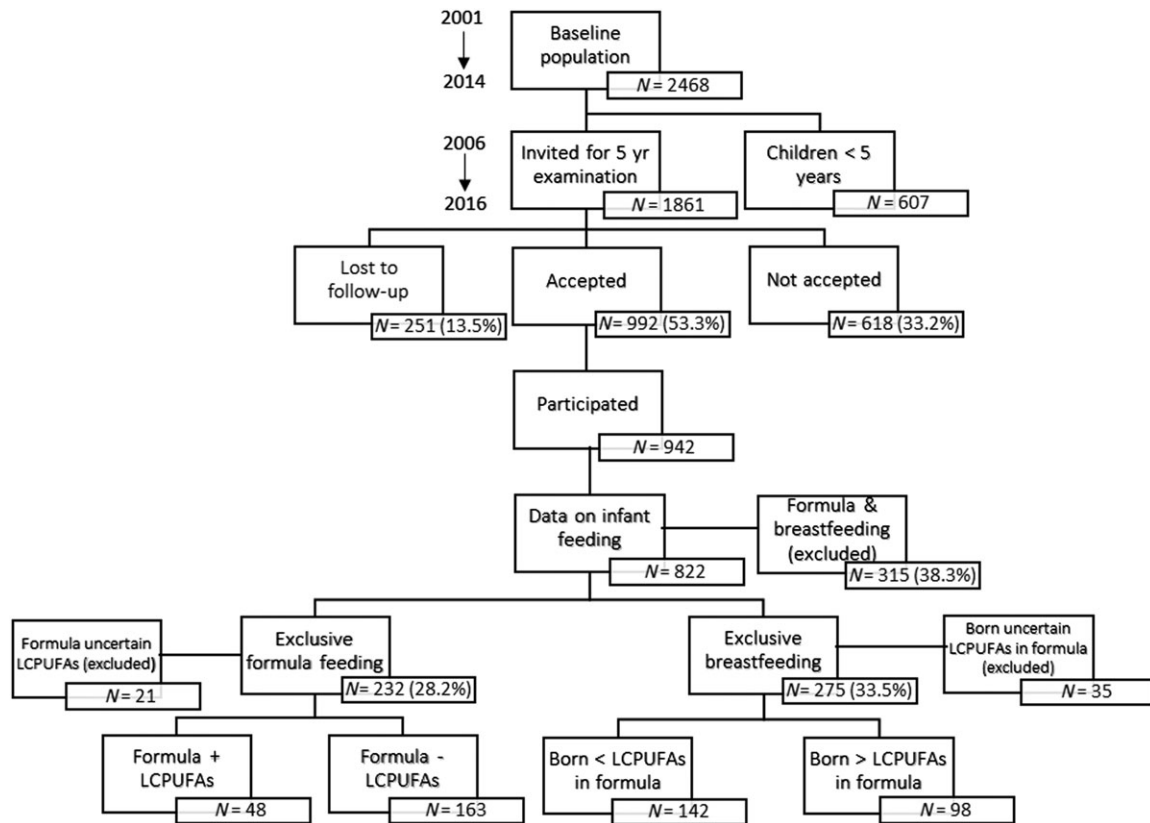 2001
2014
Baseline
population
N = 2468
2006
2016
Invited for 5 yr
examination
N = 1861
Children < 5
years
N = 607
Lost to
follow-up
N = 251 (13.5%)
Accepted
N = 992 (53.3%)
Not accepted
N = 618 (33.2%)
Participated
N = 942
Data on infant
feeding
N = 822
Formula &
breastfeeding
(excluded)
N = 315 (38.3%)
Formula uncertain
LCPUFAs (excluded)
N = 21
Exclusive
formula feeding
N = 232 (28.2%)
Exclusive
breastfeeding
N = 275 (33.5%)
Born uncertain
LCPUFAs in formula
(excluded)
N = 35
Formula +
LCPUFAs
N = 48
Formula -
LCPUFAs
N = 163
Born < LCPUFAs
in formula
N = 142
Born > LCPUFAs
in formula
N = 98